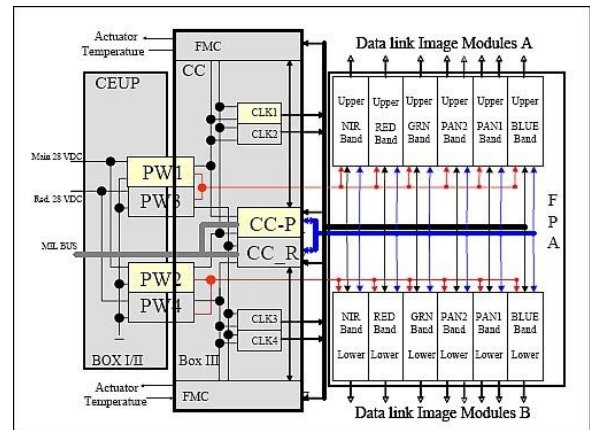 Actuator
Temperature
FMC
Data link Image Modules A
CEUP
CC
Upper Upper Upper Upper Upper Upper
NIR Band
RED Band
GRN Band
PAN2 Band
PAN1 Band
BLUE Band
CLK1
CLK2
Main 28 VDC
PW1
Red. 28 VDC
PW3
CC-P
MIL BUS
CC_R
F P A
PW2
PW4
NIR Band Lower
RED Band Lower
GRN Band Lower
PAN2 Band Lower
PAN1 Band Lower
BLUE Band Lower
CLK3
CLK4
BOX I/II
Box III
Actuator
Temperature
FMC
Data link Image Modules B